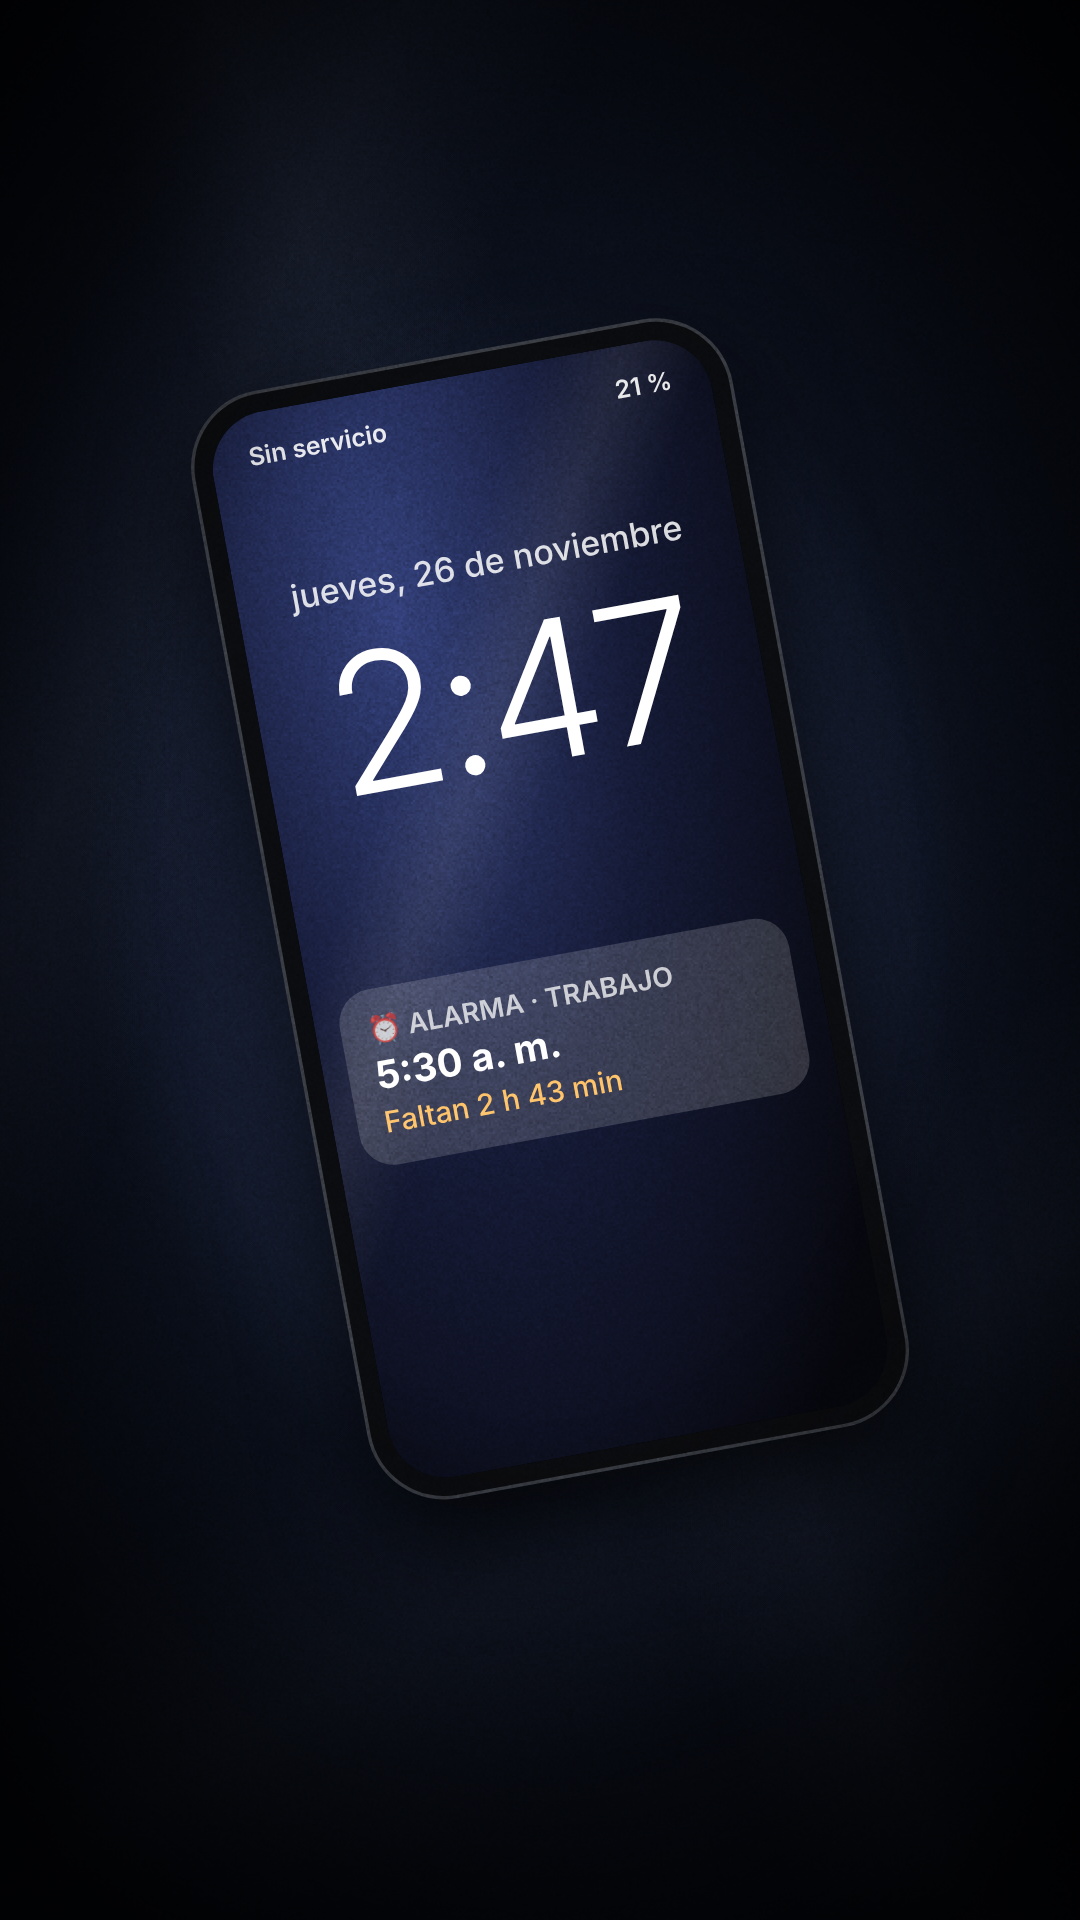 Sin servicio
21 %
jueves, 26 de noviembre
2:47
⏰ ALARMA · TRABAJO
5:30 a. m.
Faltan 2 h 43 min